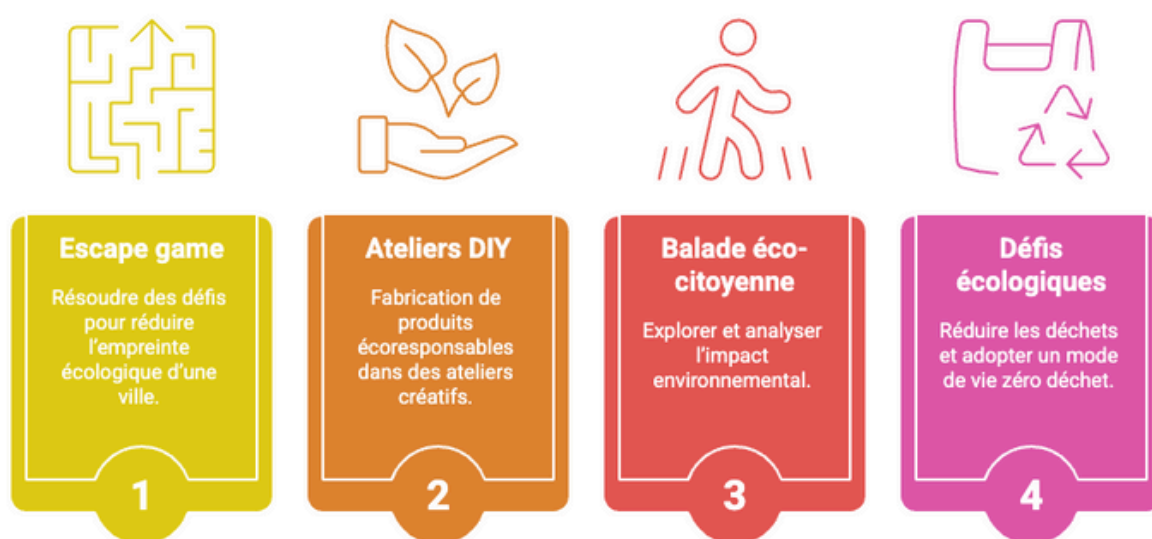 Escape game
Résoudre des défis
pour réduire
l'empreinte
écologique d'une
ville.
1
Ateliers DIY
Fabrication de
produits
écoresponsables
dans des ateliers
créatifs.
2
Balade éco-
citoyenne
Explorer et analyser
l'impact
environnemental.
3
Défis
écologiques
Réduire les déchets
et adopter un mode
de vie zéro déchet.
4